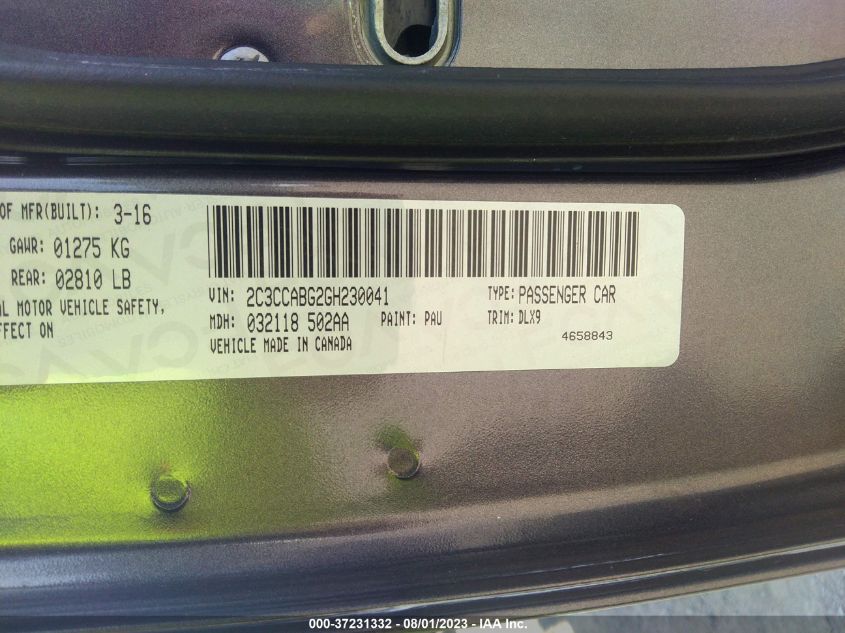 OF MFR(BUILT): 3-16
GAWR: 01275 KG
REAR: 02810 LB
MOTOR VEHICLE SAFETY,
ON
VIN: 2C3CCABG2GH230041 TYPE: PASSENGER CAR
MDH: 032118 502AA PAINT: PAU TRIM: DLX9
VEHICLE MADE IN CANADA 4658843
000-37231332 - 08/01/2023 - © IAA Inc.